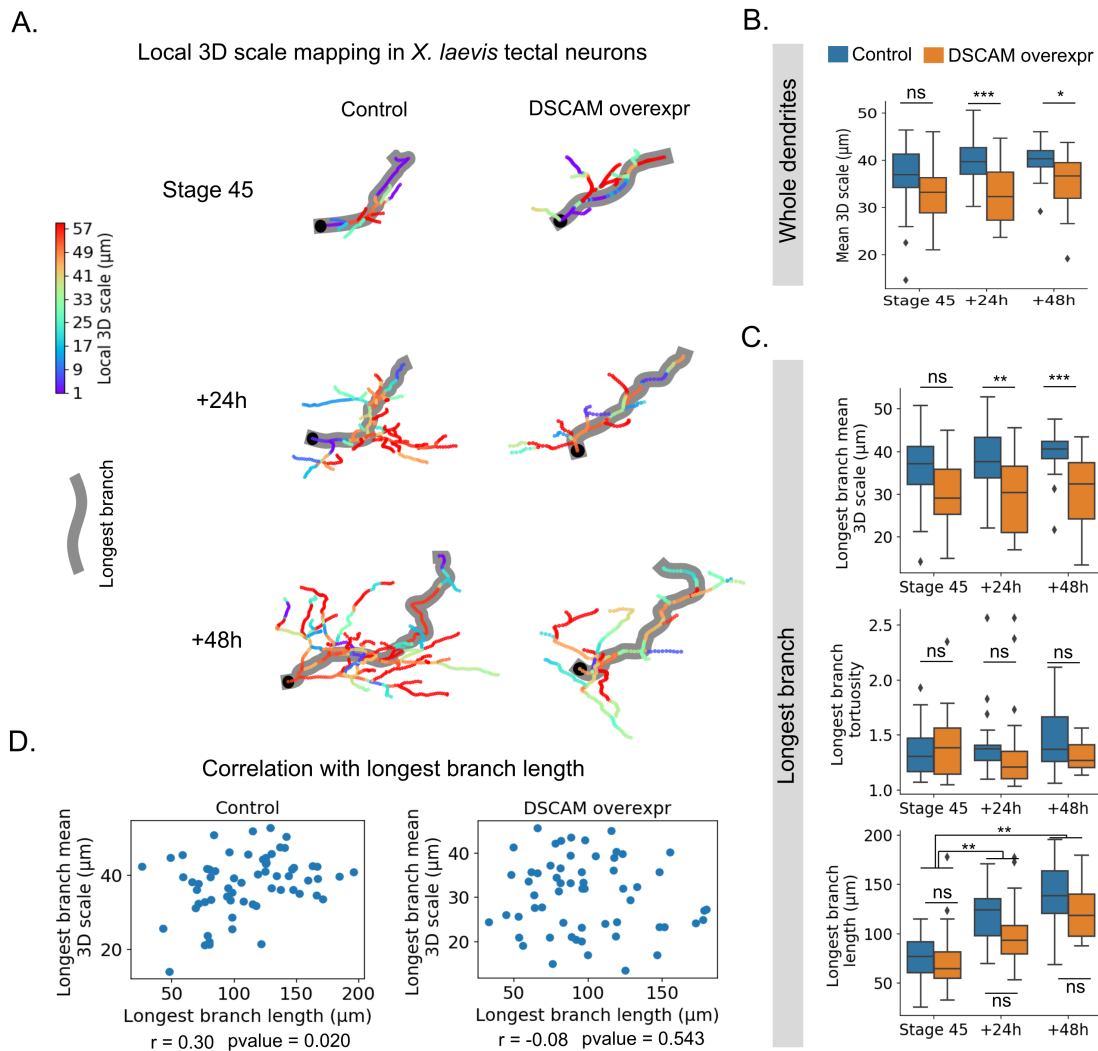 A.
Local 3D scale mapping in X. laevis tectal neurons
Control
DSCAM overexpr
Stage 45
+24h
+48h
57
49
41
33
25
17
9
1
Local 3D scale (μm)
Longest branch
B.
Whole dendrites
Control
DSCAM overexpr
ns
***
*
50
40
30
20
Mean 3D scale (μm)
Stage 45
+24h
+48h
C.
Longest branch
ns
**
***
50
40
30
20
Longest branch mean
3D scale (μm)
Stage 45
+24h
+48h
2.5
2.0
1.5
1.0
Longest branch
tortuosity
ns
ns
ns
Stage 45
+24h
+48h
200
150
100
50
Longest branch
length (μm)
**
**
ns
ns
ns
Stage 45
+24h
+48h
D.
Correlation with longest branch length
Control
40
20
Longest branch mean
3D scale (μm)
50
100
150
200
Longest branch length (μm)
r = 0.30 pvalue = 0.020
DSCAM overexpr
40
30
20
Longest branch mean
3D scale (μm)
50
100
150
Longest branch length (μm)
r = -0.08 pvalue = 0.543